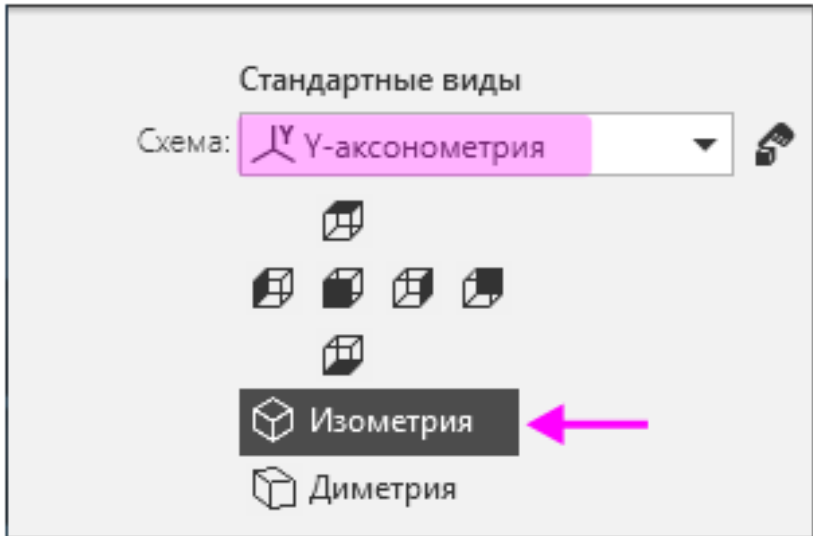 Стандартные виды
Схема: Y Y-аксонометрия
Изометрия
Диметрия